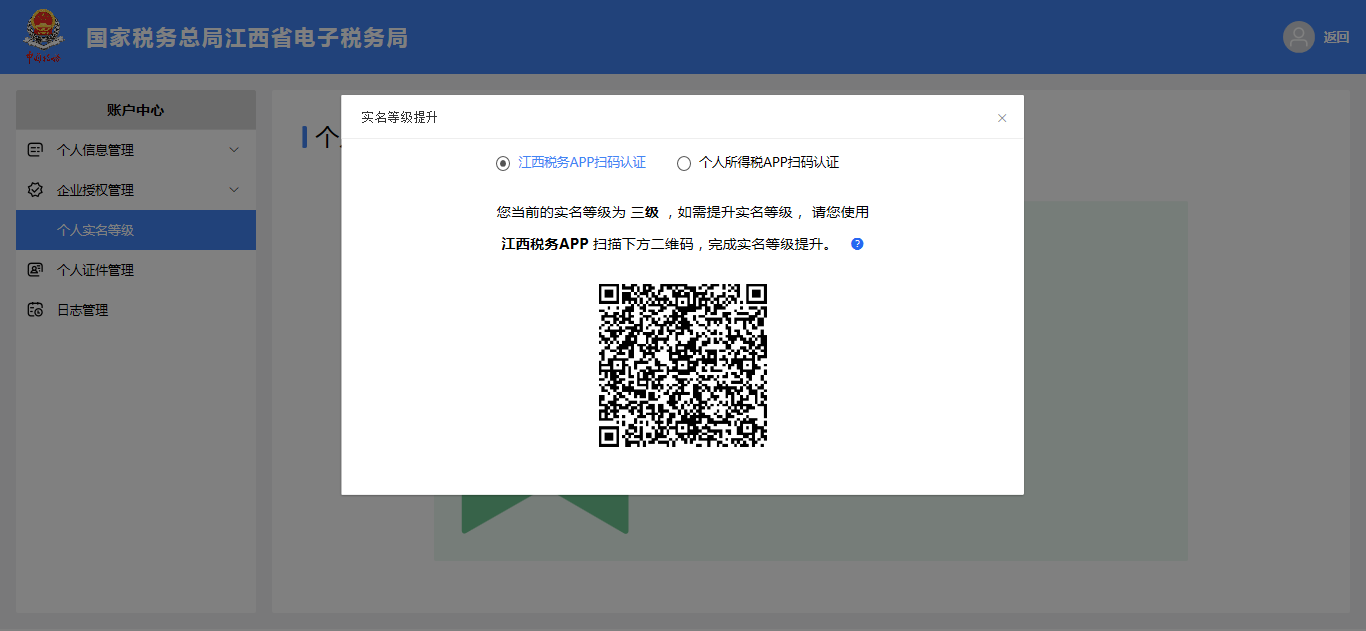 国家税务总局江西省电子税务局
返回
账户中心
个人信息管理
企业授权管理
个人实名等级
个人证件管理
日志管理
个
实名等级提升
江西税务APP扫码认证
个人所得税APP扫码认证
您当前的实名等级为 三级 ，如需提升实名等级， 请您使用
江西税务APP 扫描下方二维码，完成实名等级提升。 ?